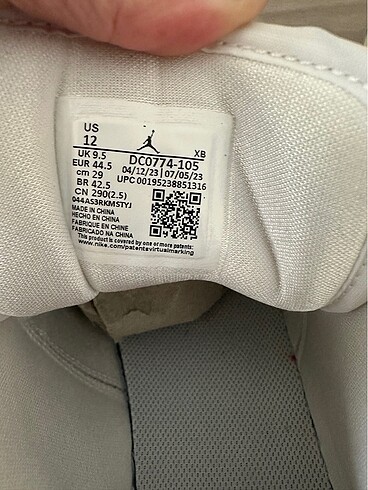 US
12
XB
UK 9.5
DC0774-105
EUR 44.5
04/12/23 | 07/05/23
cm 29
UPC 00195238851316
BR 42.5
CN 290(2.5)
044AS3RKMSTYJ
MADE IN CHINA
HECHO EN CHINA
FABRIQUE EN CHINE
FABRICADO NA CHINA
This product is covered by one or more patents:
www.nike.com/patentsvirtualmarking